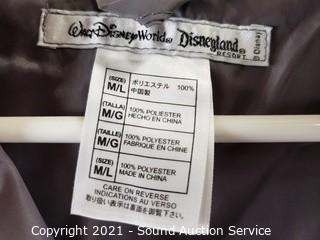 Walt Disney World® Disneyland® RESORT © Disney
(SIZE) M/L ポリエステル 100%
中国製
(TALLA) M/G 100% POLYESTER
HECHO EN CHINA
(TAILLE) M/G 100% POLYESTER
FABRIQUE EN CHINE
(SIZE) M/L 100% POLYESTER
MADE IN CHINA
CARE ON REVERSE
INDICATIONS AU VERSO
取り扱い表示は裏面を御覧下さい
Copyright 2021 - Sound Auction Service